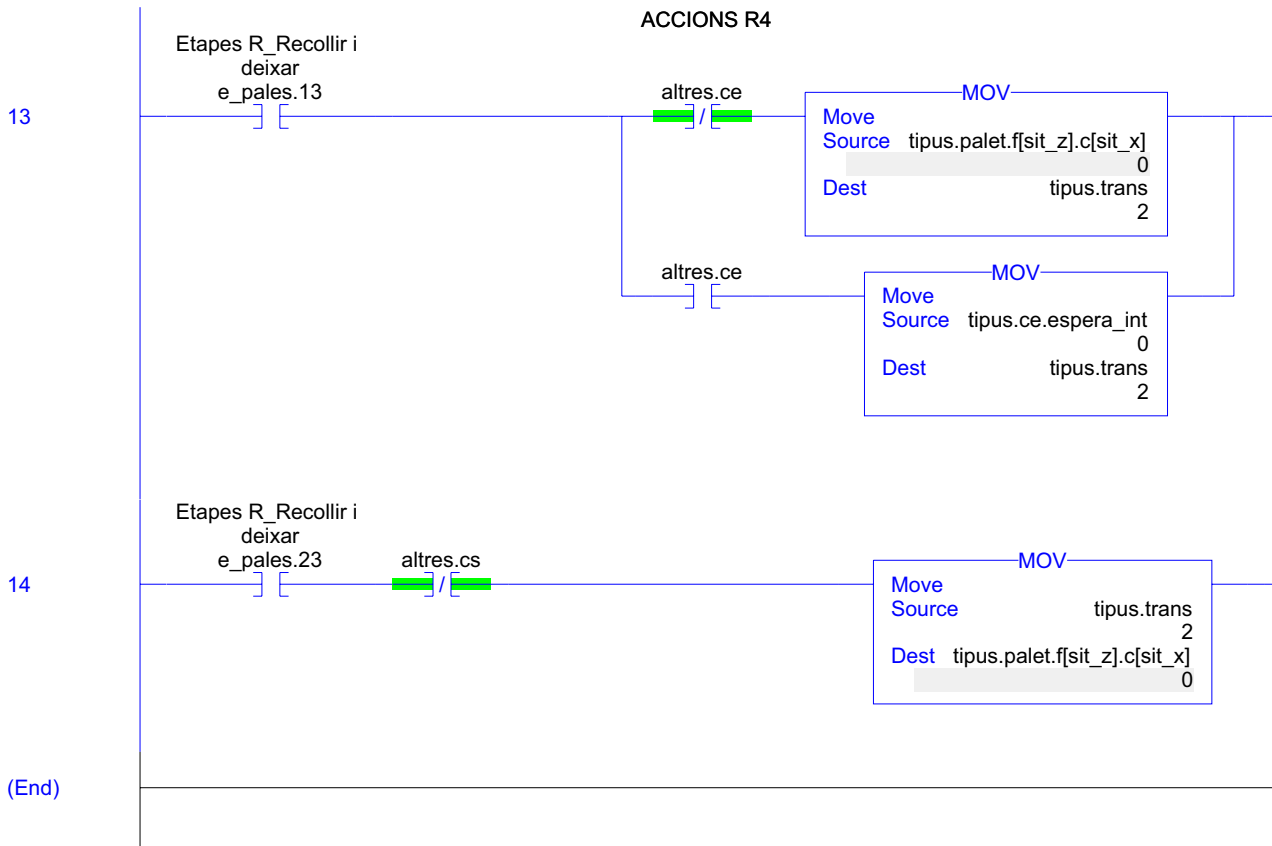 ACCIONS R4
Etapes R_Recollir i
deixar
e_pales.13
altres.ce
13
/
MOV
Move
Source tipus.palet.f[sit_z].c[sit_x]
0
Dest tipus.trans
2
altres.ce
MOV
Move
Source tipus.ce.espera_int
0
Dest tipus.trans
2
Etapes R_Recollir i
deixar
e_pales.23
altres.cs
14
/
MOV
Move
Source tipus.trans
2
Dest tipus.palet.f[sit_z].c[sit_x]
0
(End)